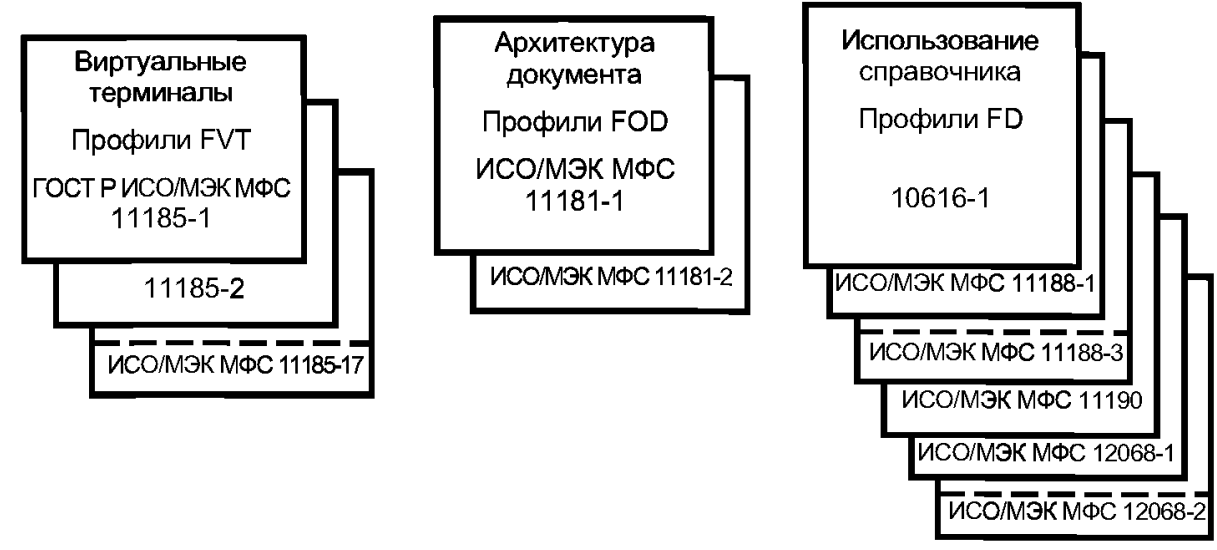 Виртуальные
терминалы
Профили FVT
ГОСТ Р ИСО/МЭК МФС
11185-1
11185-2
ИСО/МЭК МФС 11185-17
Архитектура
документа
Профили FOD
ИСО/МЭК МФС
11181-1
ИСО/МЭК МФС 11181-2
Использование
справочника
Профили FD
10616-1
ИСО/МЭК МФС 11188-1
ИСО/МЭК МФС 11188-3
ИСО/МЭК МФС 11190
ИСО/МЭК МФС 12068-1
ИСО/МЭК МФС 12068-2